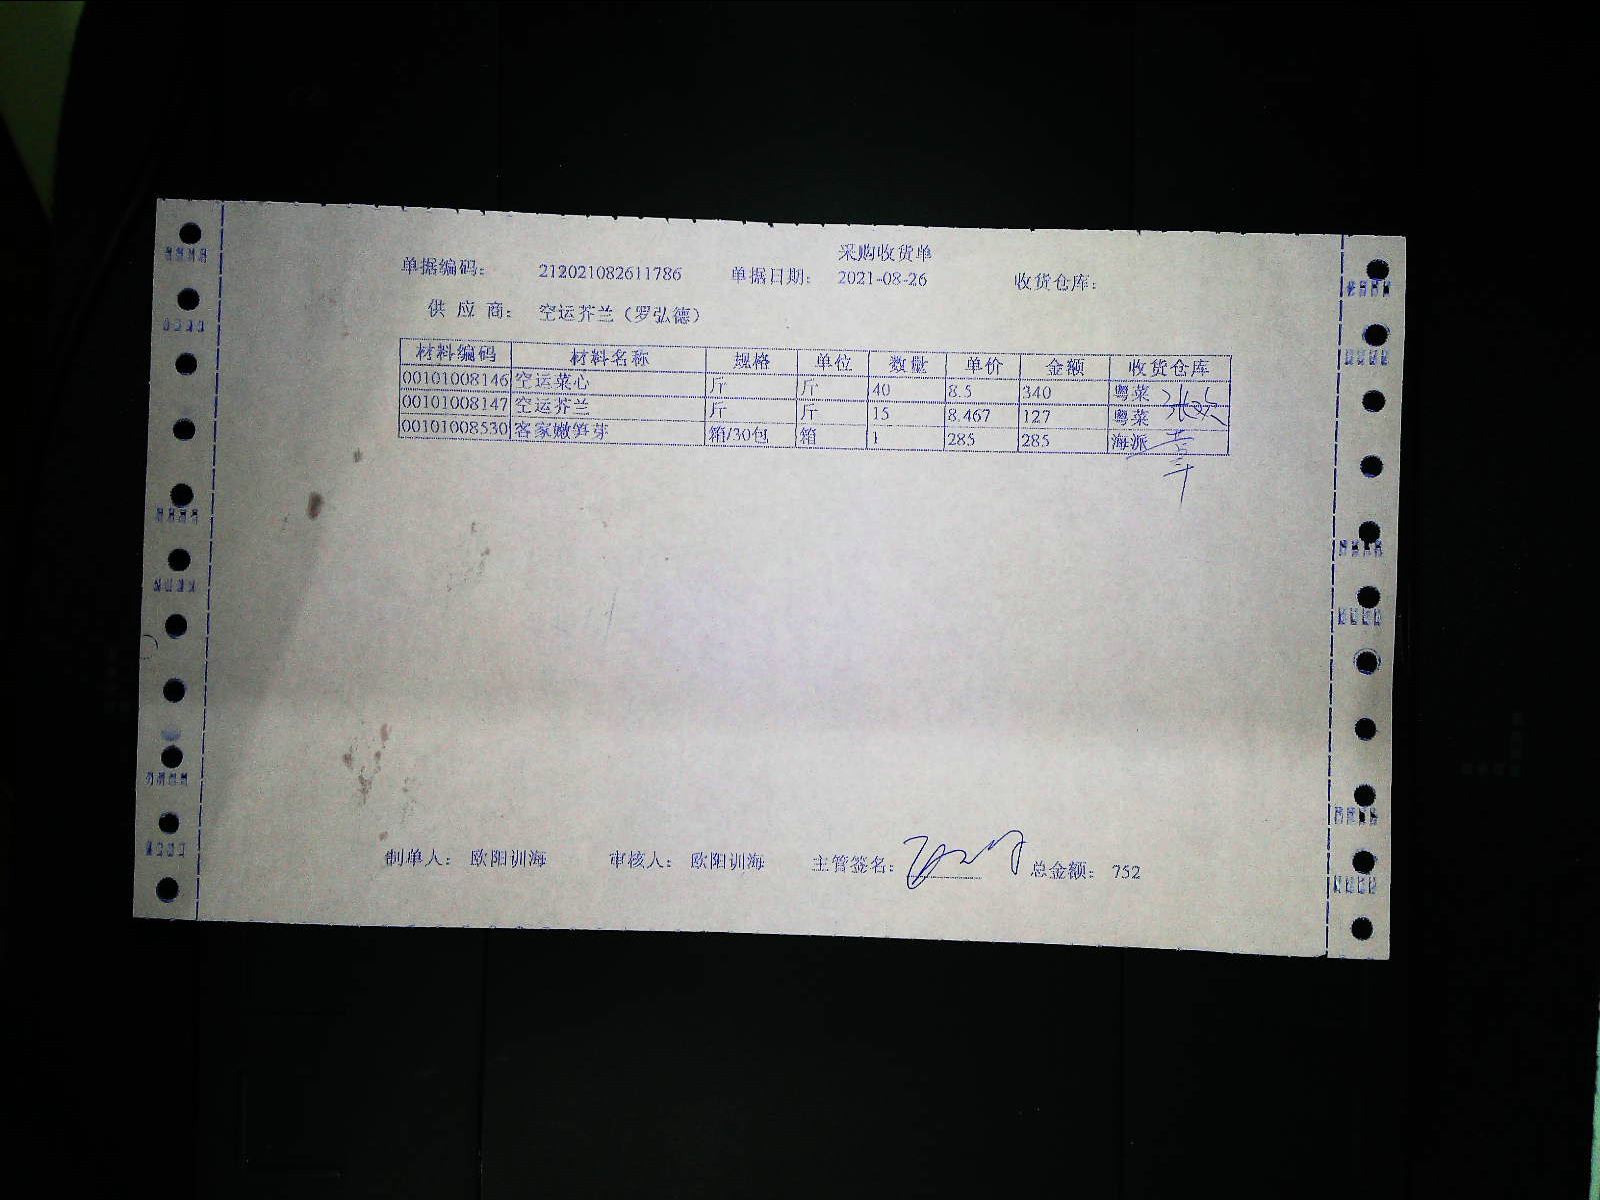 采购收货单
单据编码： 212021082611786 单据日期： 2021-08-26 收货仓库：
供 应 商： 空运芥兰（罗弘德）
材料编码 材料名称 规格 单位 数量 单价 金额 收货仓库
00101008146 空运菜心 斤 斤 40 8.5 340 粤菜
00101008147 空运芥兰 斤 斤 15 8.467 127 粤菜
00101008530 客家嫩笋芽 箱/30包 箱 1 285 285 海派
制单人： 欧阳训海 审核人： 欧阳训海 主管签名： 总金额： 752